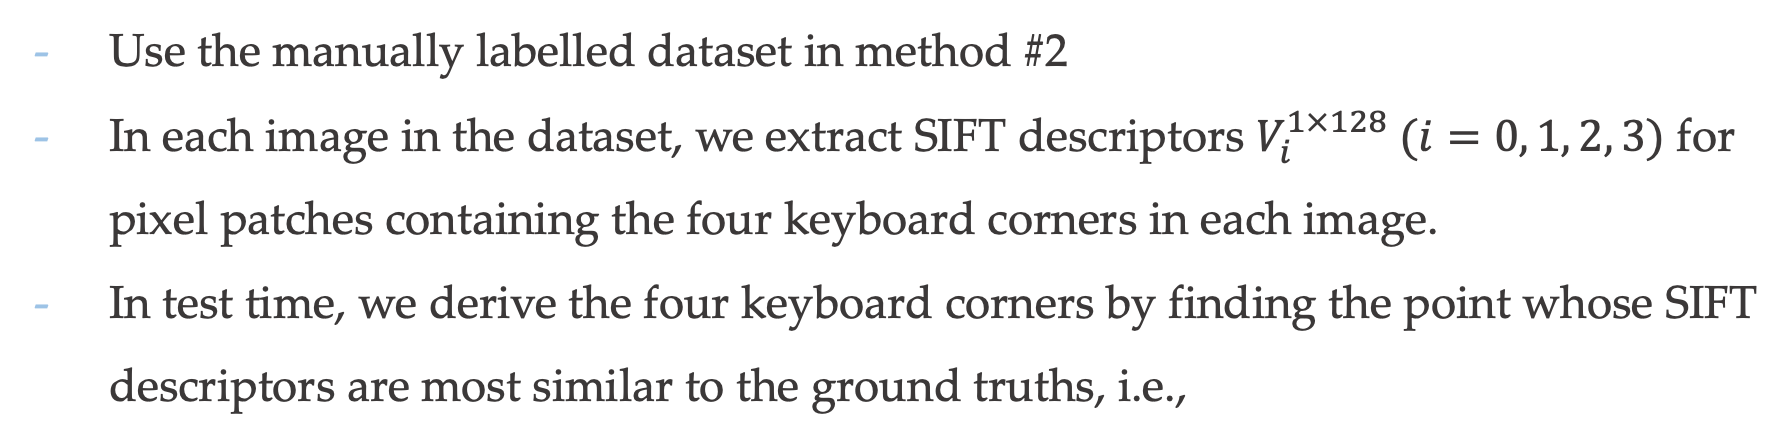 - Use the manually labelled dataset in method #2
- In each image in the dataset, we extract SIFT descriptors $V_i^{1\times128}$ ($i = 0, 1, 2, 3$) for
pixel patches containing the four keyboard corners in each image.
- In test time, we derive the four keyboard corners by finding the point whose SIFT
descriptors are most similar to the ground truths, i.e.,